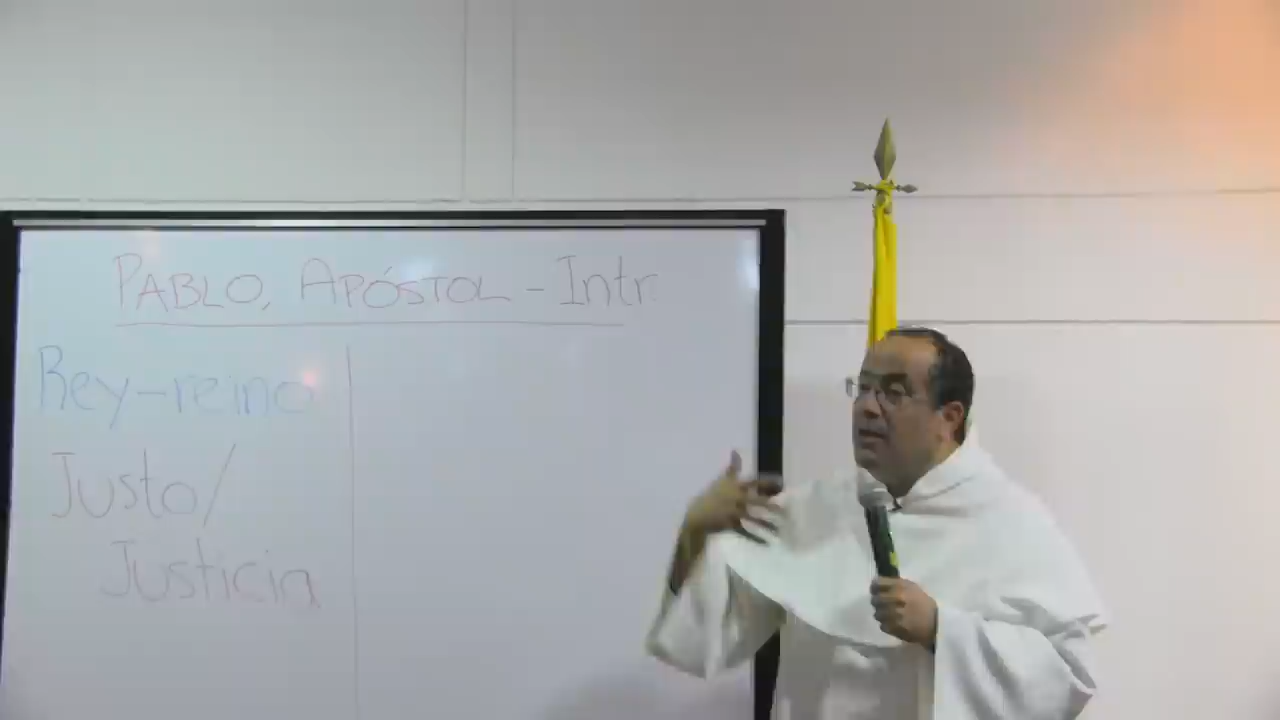 PABLO, APÓSTOL - Intr.
Rey-reino
Justo/
Justicia